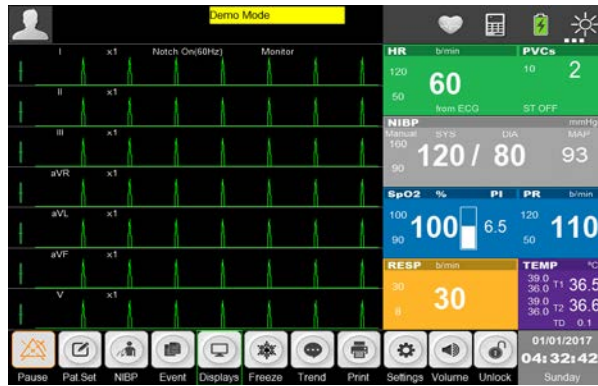 Demo Mode
I x1 Notch On(60Hz) Monitor
II x1
III x1
aVR x1
aVL x1
aVF x1
V x1
HR b/min
120
50
60
from ECG
PVCs
10
2
ST OFF
NIBP mmHg
Manual SYS DIA MAP
160
90
120 / 80 93
SpO2 % PI
100
90
100 6.5
PR b/min
120
50
110
RESP b/min
30
8
30
TEMP °C
39.0
36.0 T1 36.5
39.0
36.0 T2 36.6
TD 0.1
Pause Pat.Set NIBP Event Displays Freeze Trend Print Settings Volume Unlock
01/01/2017
04:32:42
Sunday